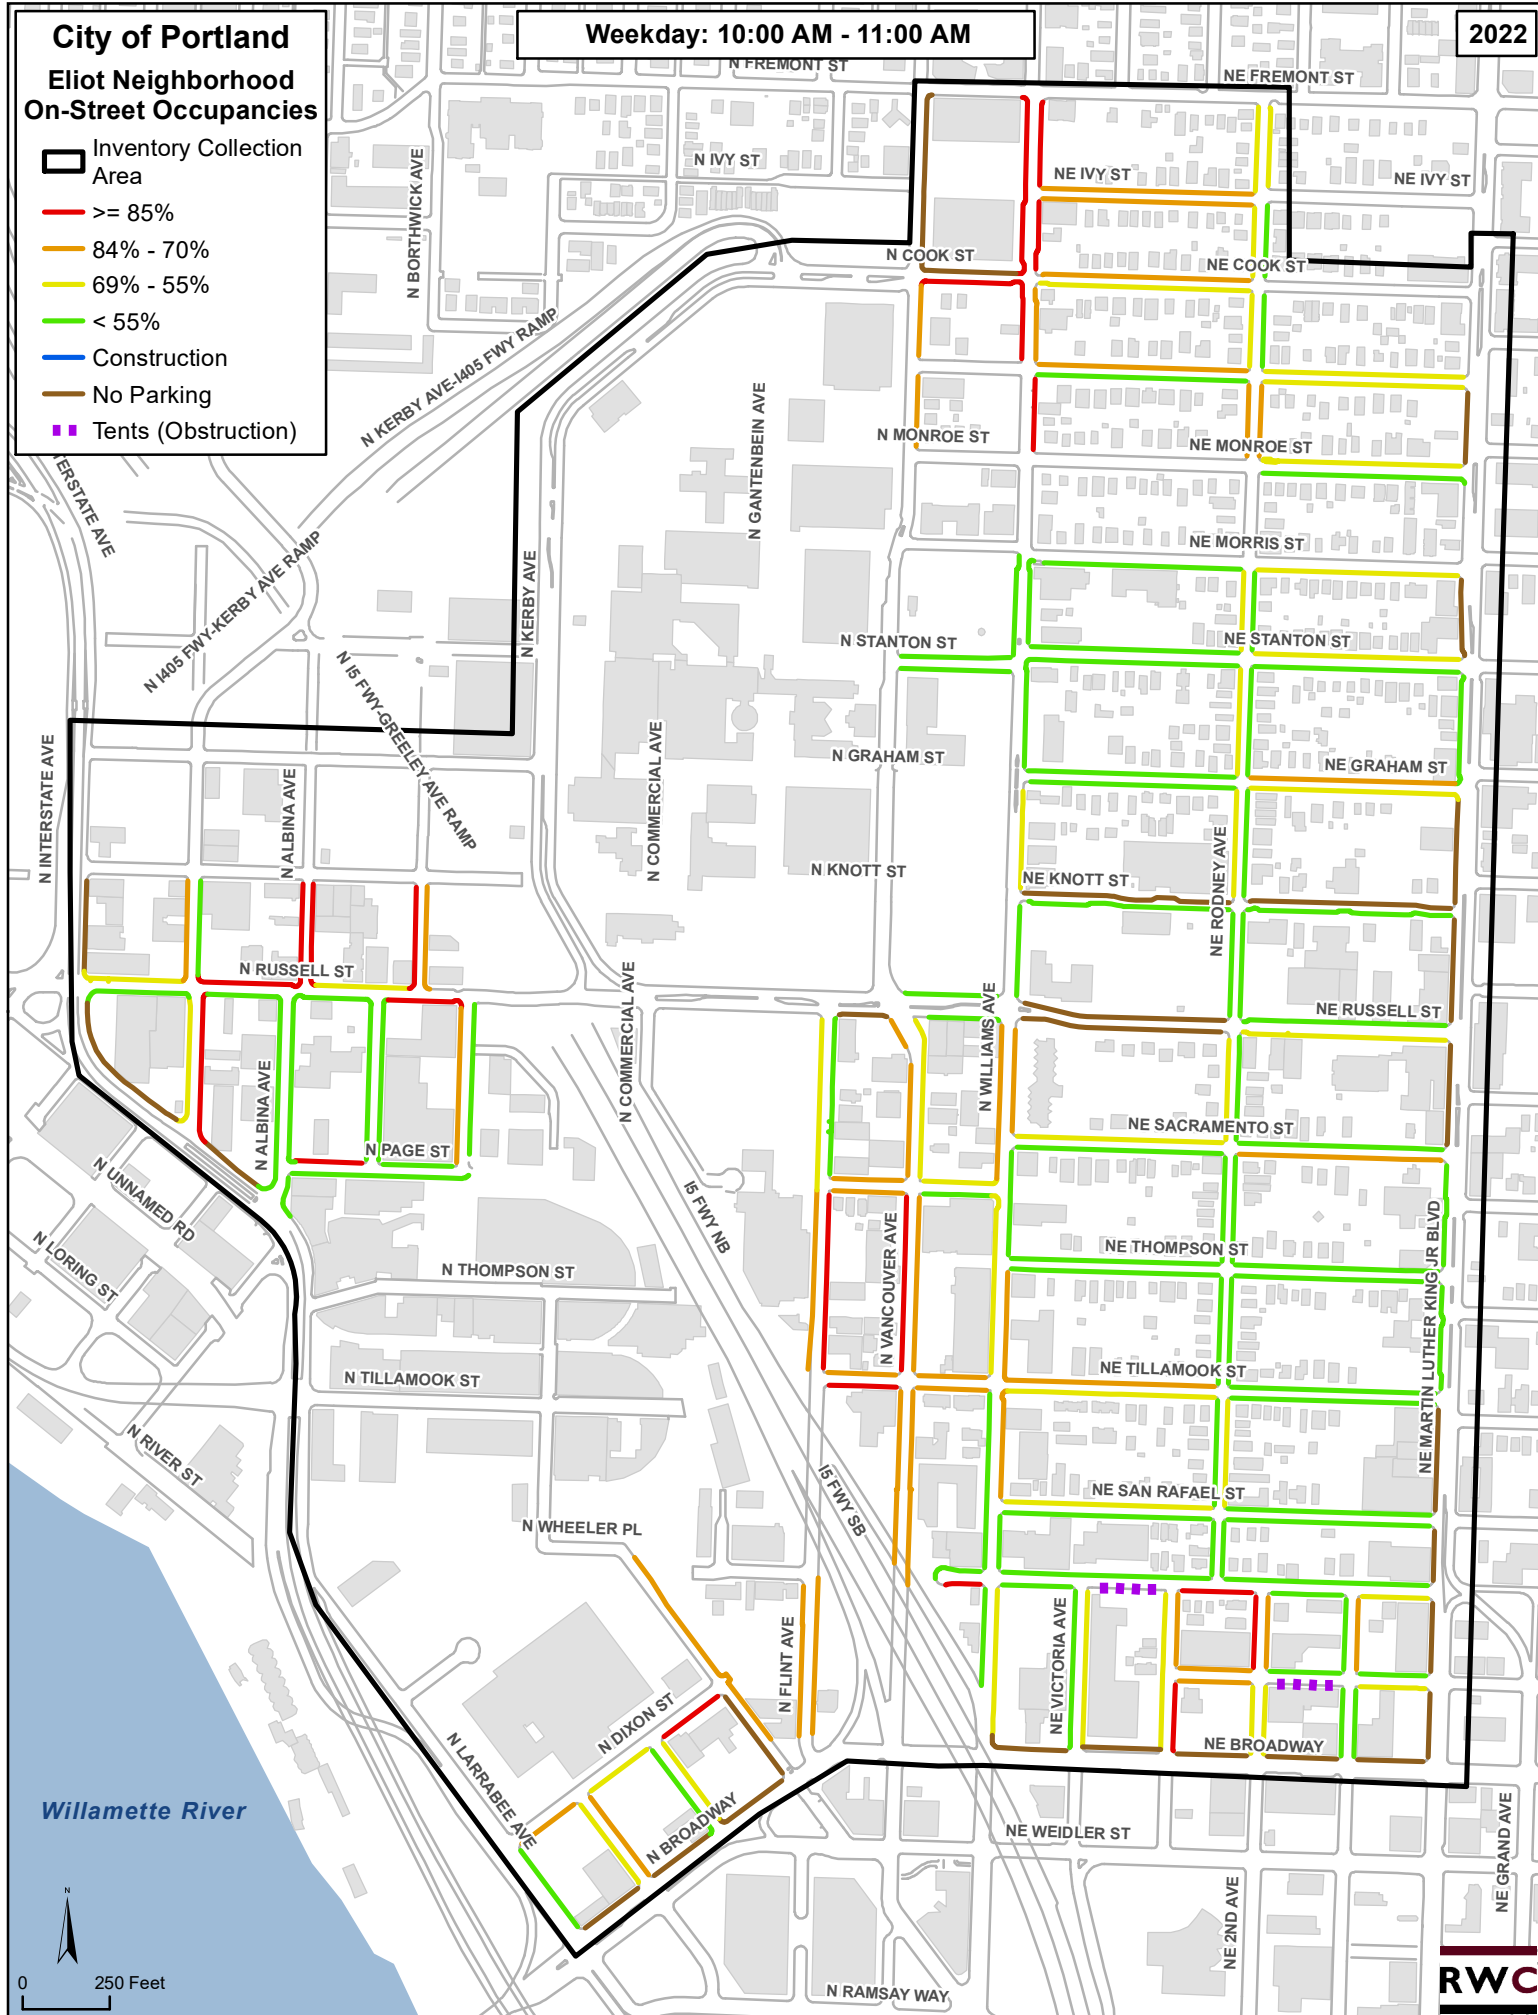 City of Portland
Eliot Neighborhood
On-Street Occupancies
Inventory Collection
Area
>= 85%
84% - 70%
69% - 55%
< 55%
Construction
No Parking
Tents (Obstruction)
Weekday: 10:00 AM - 11:00 AM
2022
N FREMONT ST
NE FREMONT ST
N IVY ST
NE IVY ST
NE IVY ST
N BORTHWICK AVE
N COOK ST
NE COOK ST
N KERBY AVE-I405 FWY RAMP
N GANTENBEIN AVE
N MONROE ST
NE MONROE ST
TERSTATE AVE
NE MORRIS ST
N I405 FWY-KERBY AVE RAMP
N KERBY AVE
N STANTON ST
NE STANTON ST
N I5 FWY-GREELEY AVE RAMP
N INTERSTATE AVE
N ALBINA AVE
N COMMERCIAL AVE
N GRAHAM ST
NE GRAHAM ST
N KNOTT ST
NE KNOTT ST
NE RODNEY AVE
N RUSSELL ST
N COMMERCIAL AVE
N WILLIAMS AVE
NE RUSSELL ST
N ALBINA AVE
N PAGE ST
NE SACRAMENTO ST
N UNNAMED RD
N LORING ST
I5 FWY NB
N VANCOUVER AVE
NE THOMPSON ST
NE MARTIN LUTHER KING JR BLVD
N THOMPSON ST
N TILLAMOOK ST
NE TILLAMOOK ST
N RIVER ST
I5 FWY SB
NE SAN RAFAEL ST
N WHEELER PL
N FLINT AVE
NE VICTORIA AVE
N DIXON ST
N LARRABEE AVE
NE BROADWAY
N BROADWAY
Willamette River
NE WEIDLER ST
NE GRAND AVE
NE 2ND AVE
N RAMSAY WAY
N
0 250 Feet
RWC